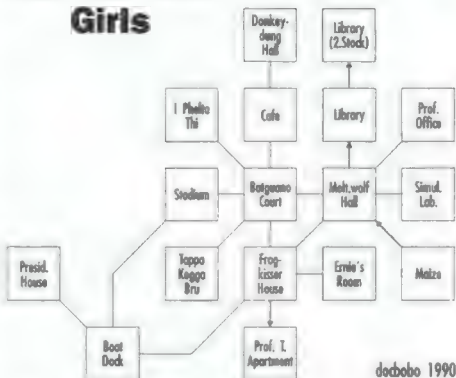 Girls
Donkey-
dung
Hall
Library
(2.Stock)
I Phelta
Thi
Cafe
Library
Prof.
Office
Stadium
Batguano
Court
Melt.wolf
Hall
Simul.
Lab.
Presid.
House
Tappa
Kegga
Bru
Frog-
kisser
House
Ernie's
Room
Maize
Boat
Dock
Prof. T.
Apartment
docbobo 1990